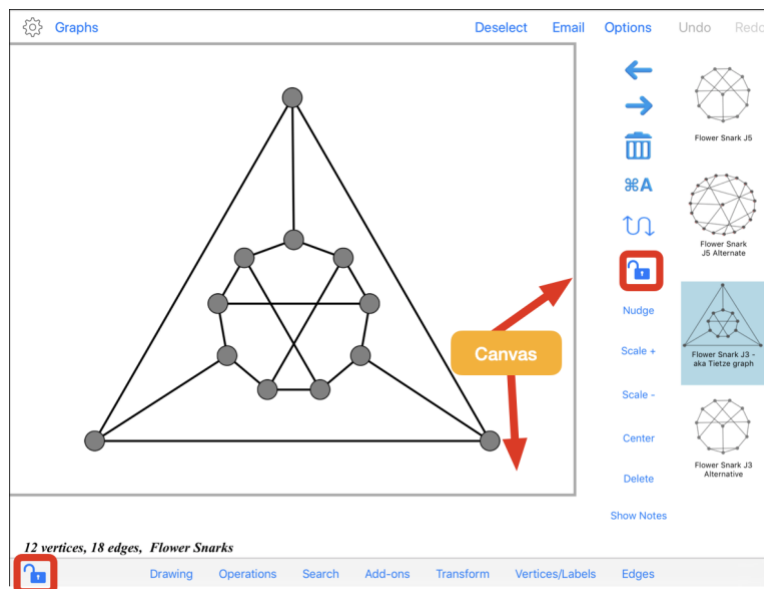 Graphs
Deselect
Email
Options
Undo
Redo
⌘A
Flower Snark J5
Flower Snark
J5 Alternate
Nudge
Canvas
Scale +
Flower Snark J3 -
aka Tietze graph
Scale -
Center
Flower Snark J3
Alternative
Delete
Show Notes
12 vertices, 18 edges, Flower Snarks
Drawing
Operations
Search
Add-ons
Transform
Vertices/Labels
Edges